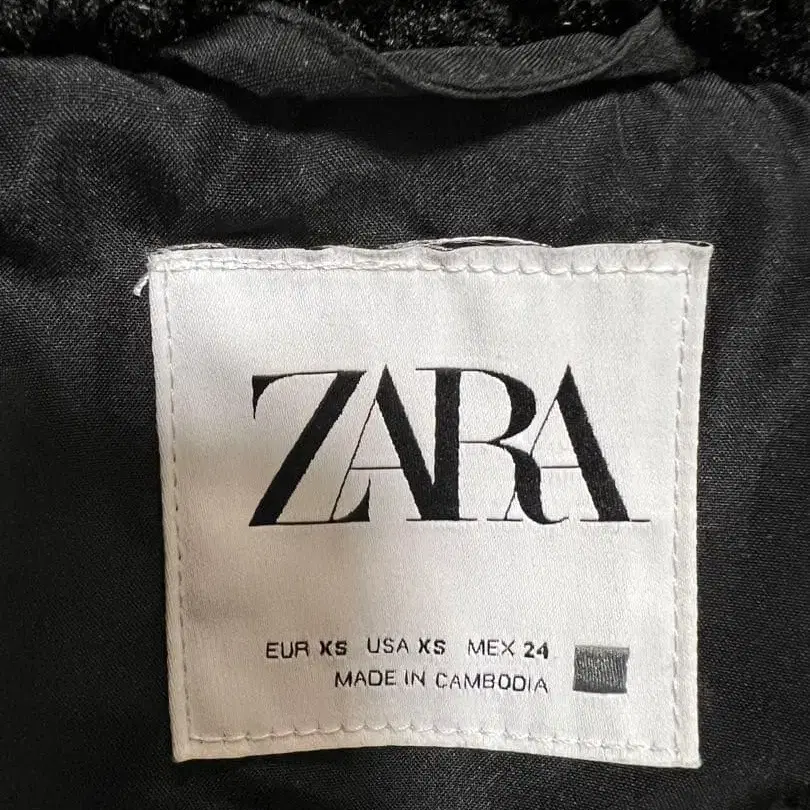 ZARA
EUR XS USA XS MEX 24
MADE IN CAMBODIA